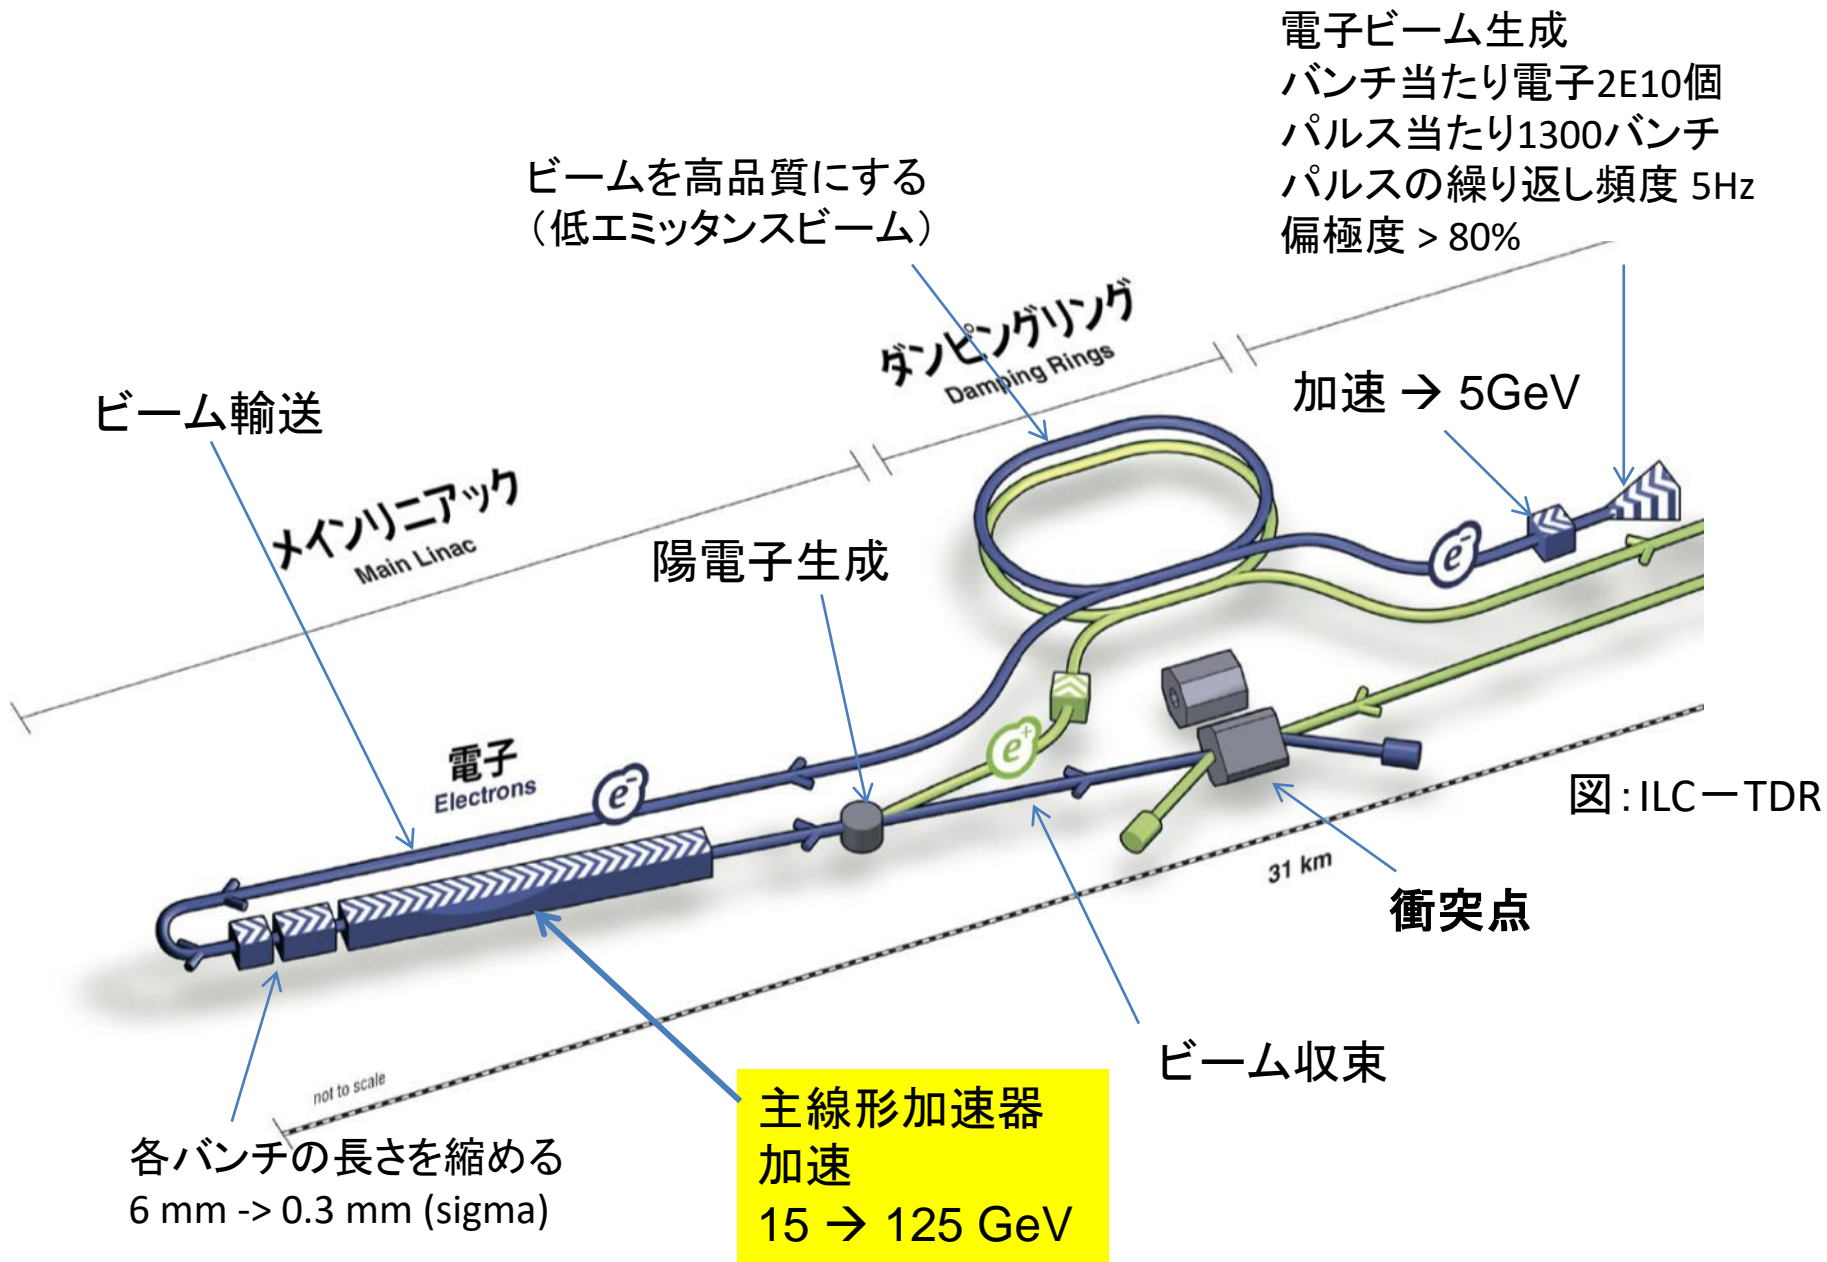 電子ビーム生成
バンチ当たり電子2E10個
パルス当たり1300バンチ
パルスの繰り返し頻度 5Hz
偏極度 > 80%
ビームを高品質にする
（低エミッタンスビーム）
ダンピングリング
Damping Rings
加速 → 5GeV
ビーム輸送
メインリニアック
Main Linac
陽電子生成
e-
e+
電子
Electrons
e-
図：ILC－TDR
31 km
衝突点
ビーム収束
not to scale
主線形加速器
加速
15 → 125 GeV
各バンチの長さを縮める
6 mm -> 0.3 mm (sigma)